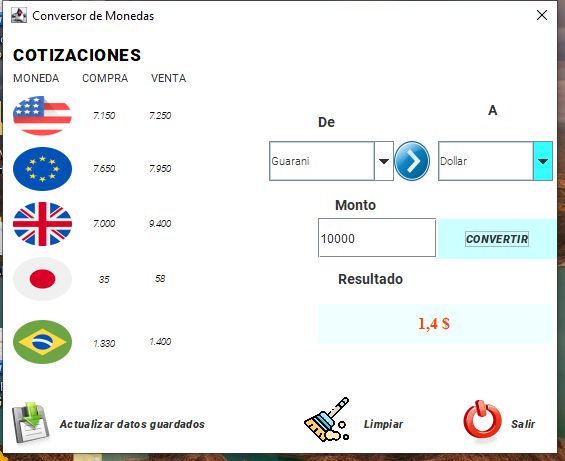 Conversor de Monedas
COTIZACIONES
MONEDA COMPRA VENTA
7.150 7.250
7.650 7.950
7.000 9.400
35 58
1.330 1.400
De
A
Guarani
Dollar
Monto
10000
CONVERTIR
Resultado
1,4 $
Actualizar datos guardados
Limpiar
Salir